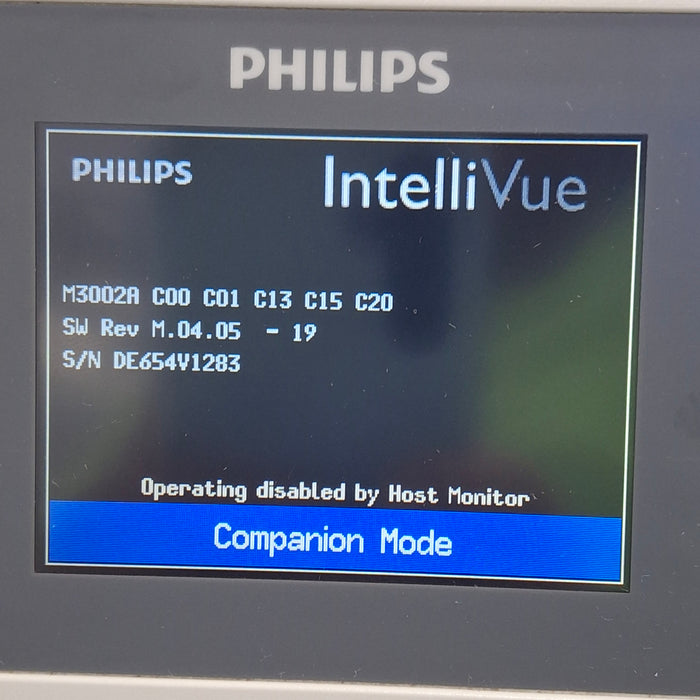 PHILIPS
PHILIPS IntelliVue
M3002A C00 C01 C13 C15 C20
SW Rev M.04.05 - 19
S/N DE654V1283
Operating disabled by Host Monitor
Companion Mode